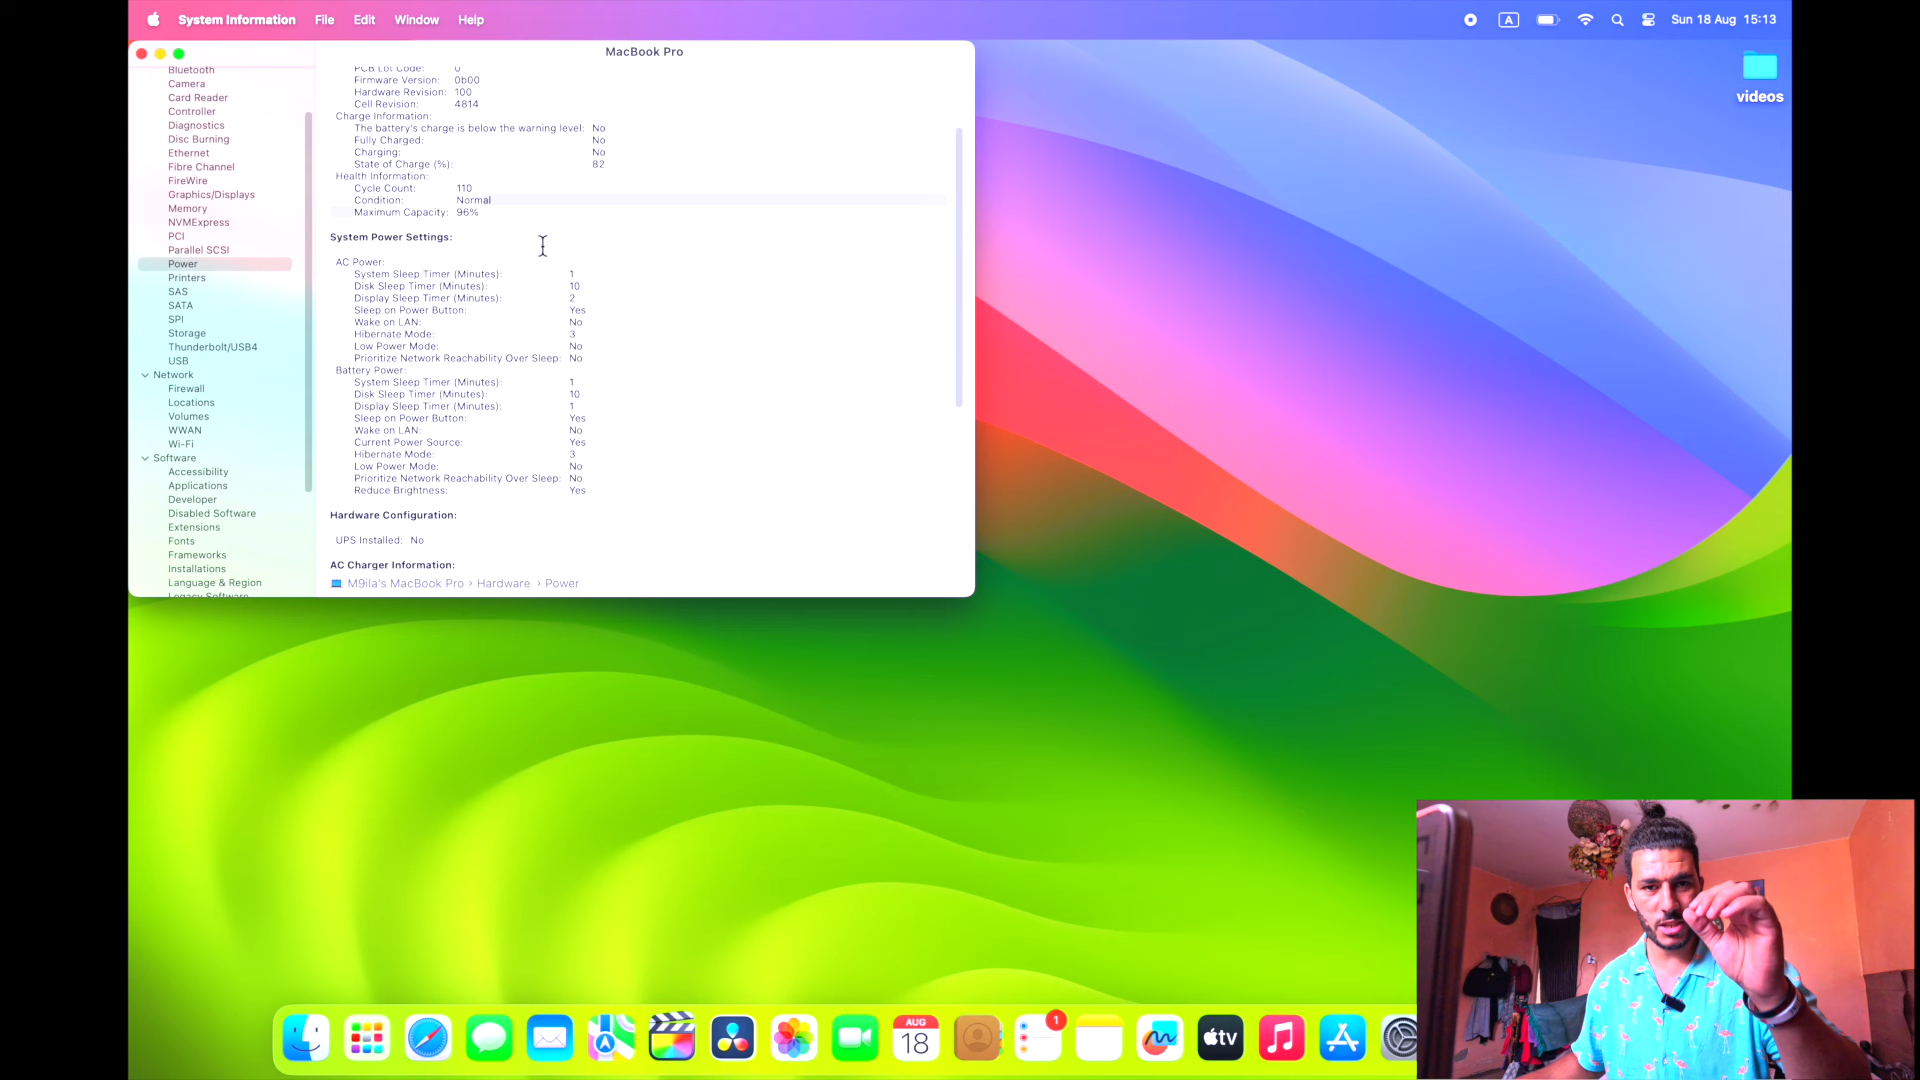 System Information File Edit Window Help
A Sun 18 Aug 15:13
MacBook Pro
videos
Bluetooth
Camera
Card Reader
Controller
Diagnostics
Disc Burning
Ethernet
Fibre Channel
FireWire
Graphics/Displays
Memory
NVMExpress
PCI
Parallel SCSI
Power
Printers
SAS
SATA
SPI
Storage
Thunderbolt/USB4
USB
Network
Firewall
Locations
Volumes
WWAN
Wi-Fi
Software
Accessibility
Applications
Developer
Disabled Software
Extensions
Fonts
Frameworks
Installations
Language & Region
Legacy Software
PCB Lot Code: 0
Firmware Version: 0b00
Hardware Revision: 100
Cell Revision: 4814
Charge Information:
The battery's charge is below the warning level: No
Fully Charged: No
Charging: No
State of Charge (%): 82
Health Information:
Cycle Count: 110
Condition: Normal
Maximum Capacity: 96%
System Power Settings:
AC Power:
System Sleep Timer (Minutes): 1
Disk Sleep Timer (Minutes): 10
Display Sleep Timer (Minutes): 2
Sleep on Power Button: Yes
Wake on LAN: No
Hibernate Mode: 3
Low Power Mode: No
Prioritize Network Reachability Over Sleep: No
Battery Power:
System Sleep Timer (Minutes): 1
Disk Sleep Timer (Minutes): 10
Display Sleep Timer (Minutes): 1
Sleep on Power Button: Yes
Wake on LAN: No
Current Power Source: Yes
Hibernate Mode: 3
Low Power Mode: No
Prioritize Network Reachability Over Sleep: No
Reduce Brightness: Yes
Hardware Configuration:
UPS Installed: No
AC Charger Information:
M9ila's MacBook Pro › Hardware › Power
AUG
18
1
tv